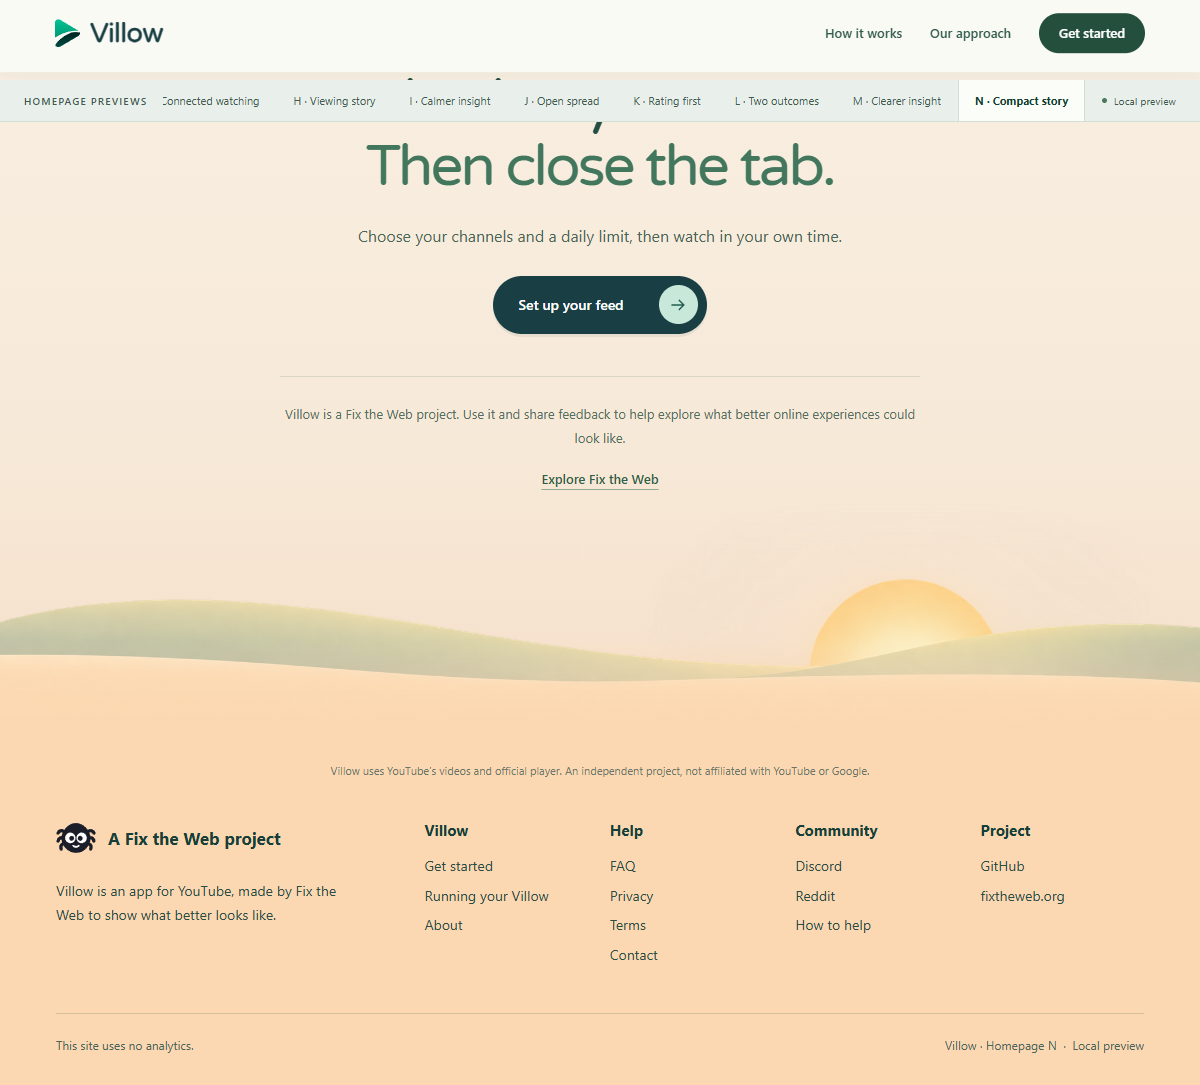 Villow
How it works
Our approach
Get started
HOMEPAGE PREVIEWS
Connected watching
H · Viewing story
I · Calmer insight
J · Open spread
K · Rating first
L · Two outcomes
M · Clearer insight
N · Compact story
Local preview
Then close the tab.
Choose your channels and a daily limit, then watch in your own time.
Set up your feed
Villow is a Fix the Web project. Use it and share feedback to help explore what better online experiences could
look like.
Explore Fix the Web
Villow uses YouTube's videos and official player. An independent project, not affiliated with YouTube or Google.
A Fix the Web project
Villow is an app for YouTube, made by Fix the
Web to show what better looks like.
Villow
Get started
Running your Villow
About
Help
FAQ
Privacy
Terms
Contact
Community
Discord
Reddit
How to help
Project
GitHub
fixtheweb.org
This site uses no analytics.
Villow · Homepage N · Local preview